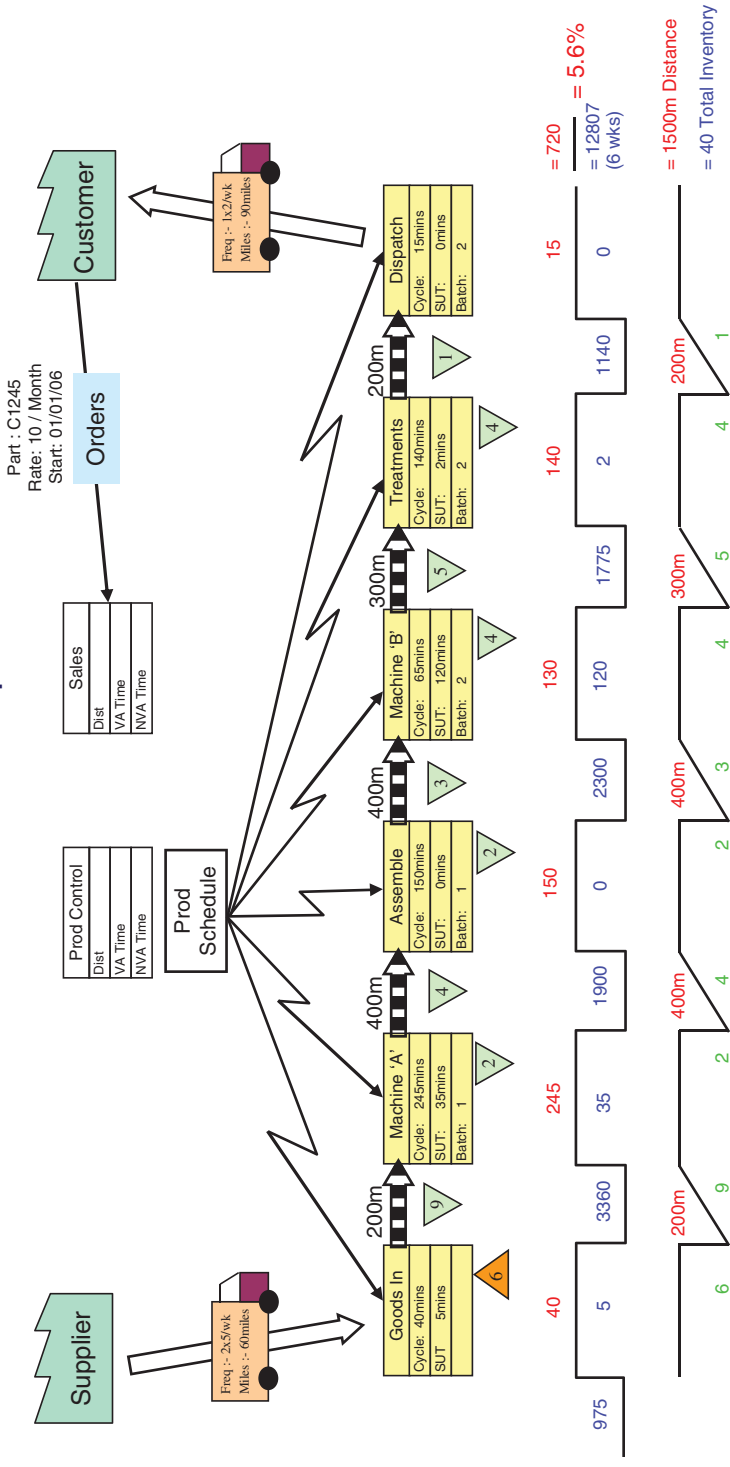 Part : C1245
Rate: 10 / Month
Start: 01/01/06
Supplier
Prod Control
Dist
VA Time
NVA Time
Sales
Dist
VA Time
NVA Time
Orders
Customer
Freq :- 2x5/wk
Miles :- 60miles
Prod
Schedule
Freq :- 1x2/wk
Miles :- 90miles
Goods In
Cycle: 40mins
SUT 5mins
6
200m
9
Machine 'A'
Cycle: 245mins
SUT: 35mins
Batch: 1
2
400m
4
Assemble
Cycle: 150mins
SUT: 0mins
Batch: 1
2
400m
3
Machine 'B'
Cycle: 65mins
SUT: 120mins
Batch: 2
4
300m
5
Treatments
Cycle: 140mins
SUT: 2mins
Batch: 2
4
200m
1
Dispatch
Cycle: 15mins
SUT: 0mins
Batch: 2
40 245 150 130 140 15 = 720
= 5.6%
975 5 3360 35 1900 0 2300 120 1775 2 1140 0 = 12807
(6 wks)
200m 400m 400m 300m 200m = 1500m Distance
= 40 Total Inventory
6 9 2 4 2 3 4 5 4 1